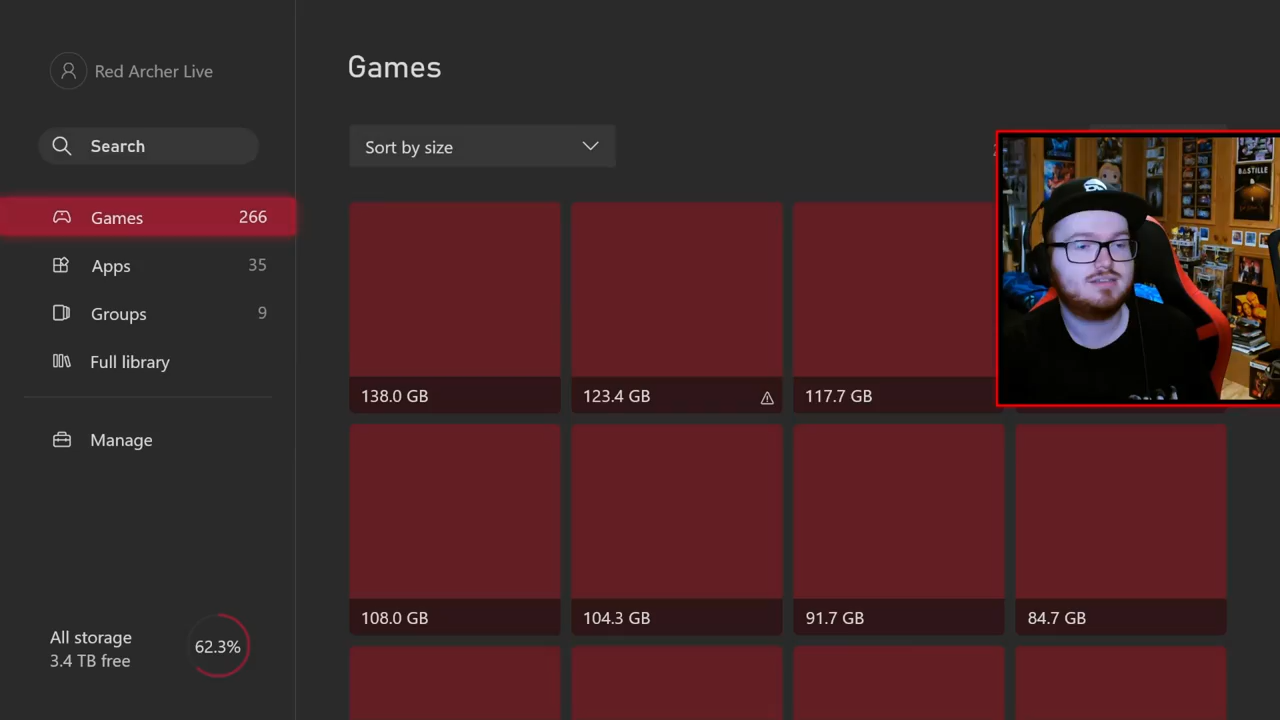 Red Archer Live
Search
Games 266
Apps 35
Groups 9
Full library
Manage
All storage
3.4 TB free
62.3%
Games
Sort by size
138.0 GB
123.4 GB
117.7 GB
108.0 GB
104.3 GB
91.7 GB
84.7 GB
BASTILLE